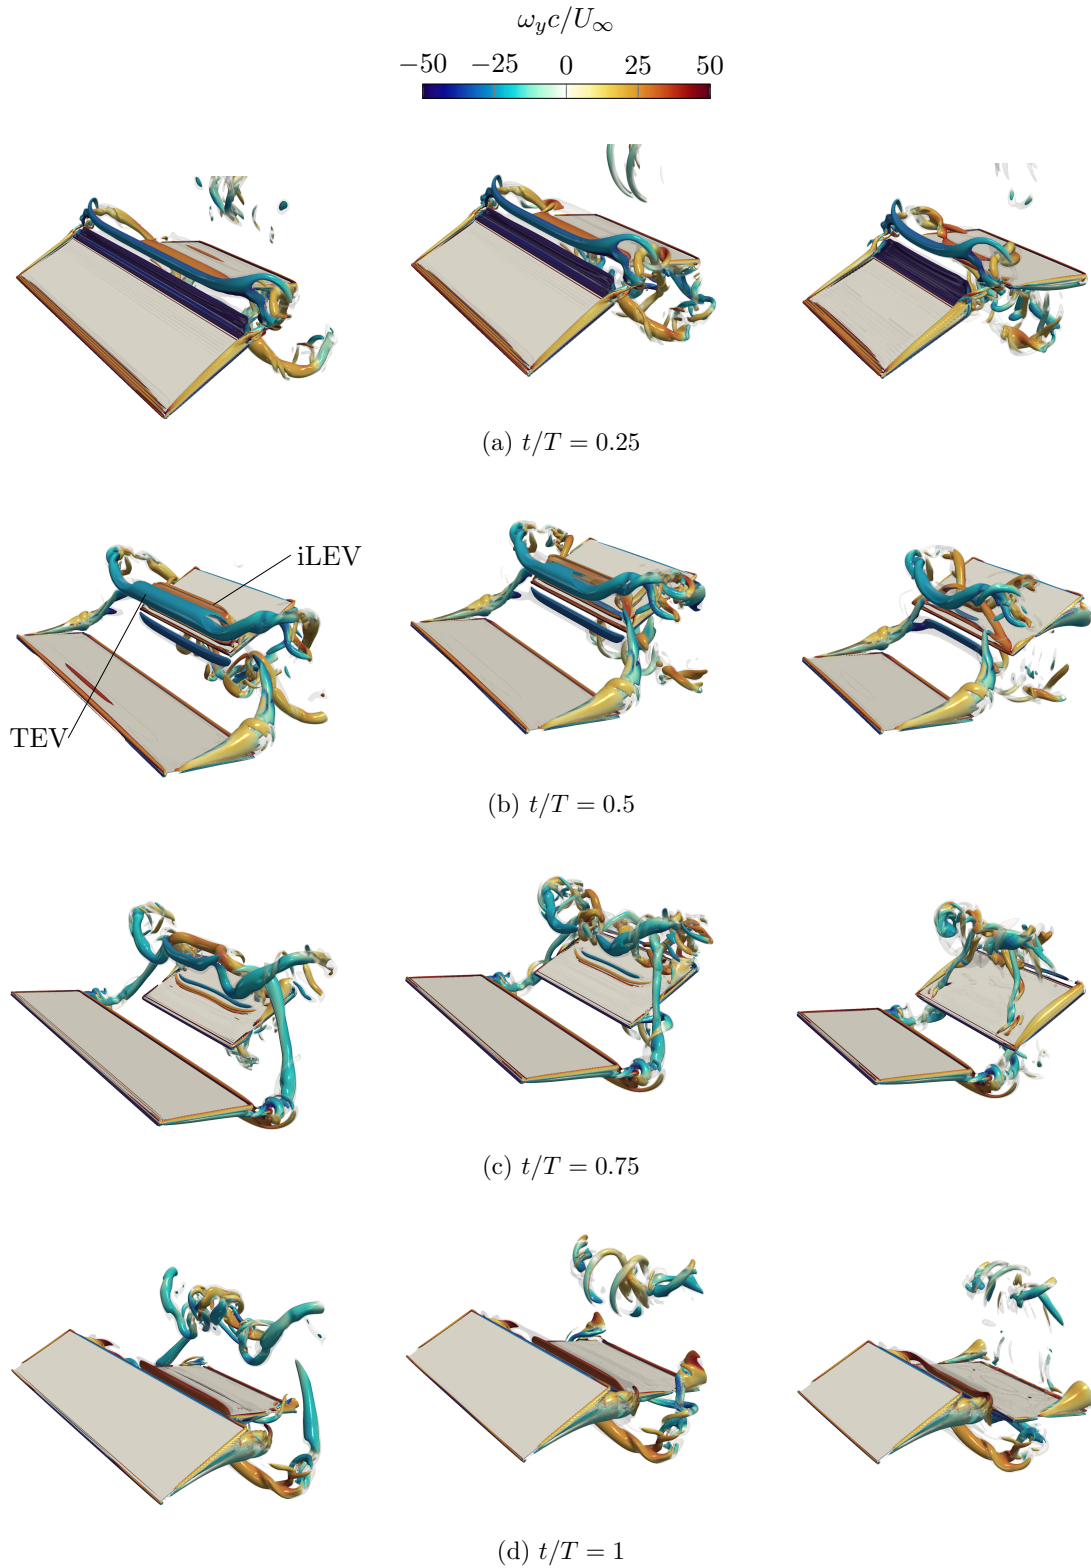 ω_y c/U_∞
−50 −25 0 25 50
(a) t/T = 0.25
iLEV
TEV
(b) t/T = 0.5
(c) t/T = 0.75
(d) t/T = 1